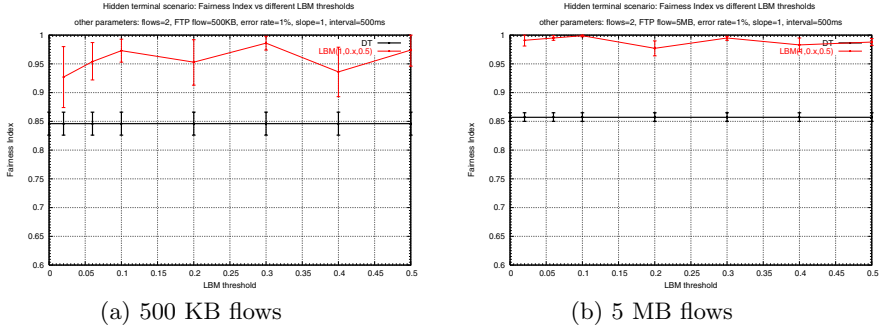 Hidden terminal scenario: Fairness Index vs different LBM thresholds
other parameters: flows=2, FTP flow=500KB, error rate=1%, slope=1, interval=500ms
1
0.95
0.9
0.85
0.8
0.75
0.7
0.65
0.6
Fairness Index
DT
LBM(1,0.x,0.5)
0 0.05 0.1 0.15 0.2 0.25 0.3 0.35 0.4 0.45 0.5
LBM threshold
(a) 500 KB flows
Hidden terminal scenario: Fairness Index vs different LBM thresholds
other parameters: flows=2, FTP flow=5MB, error rate=1%, slope=1, interval=500ms
1
0.95
0.9
0.85
0.8
0.75
0.7
0.65
0.6
Fairness Index
DT
LBM(1,0.x,0.5)
0 0.05 0.1 0.15 0.2 0.25 0.3 0.35 0.4 0.45 0.5
LBM threshold
(b) 5 MB flows